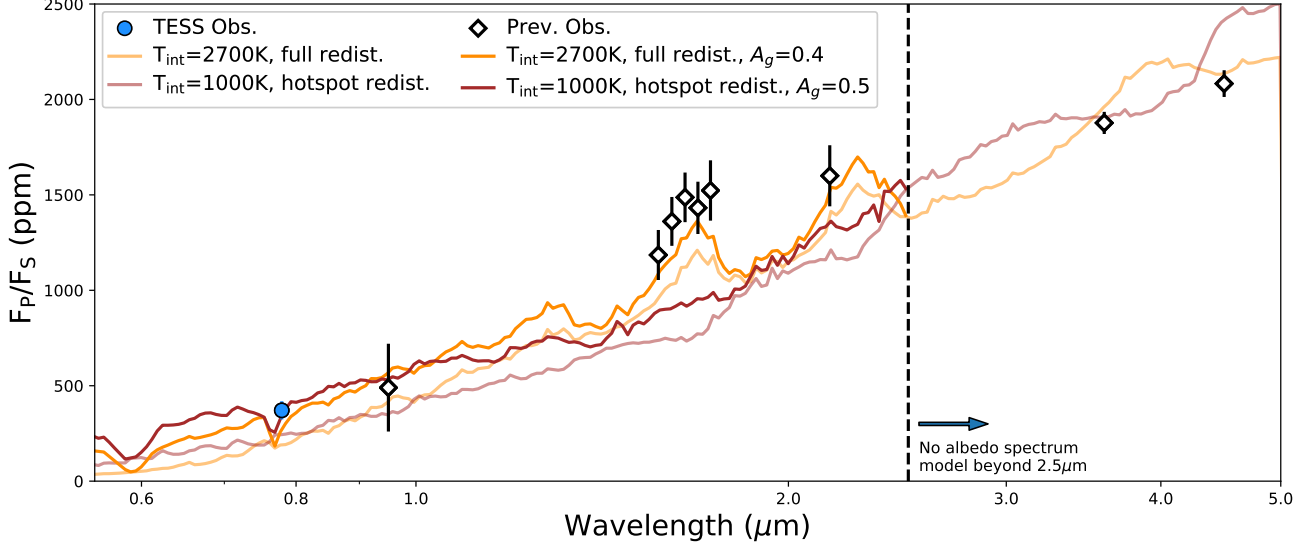 2500
2000
1500
1000
500
0
F_P/F_S (ppm)
TESS Obs.
T_int=2700K, full redist.
T_int=1000K, hotspot redist.
Prev. Obs.
T_int=2700K, full redist., A_g=0.4
T_int=1000K, hotspot redist., A_g=0.5
No albedo spectrum
model beyond 2.5μm
0.6 0.8 1.0 2.0 3.0 4.0 5.0
Wavelength (μm)